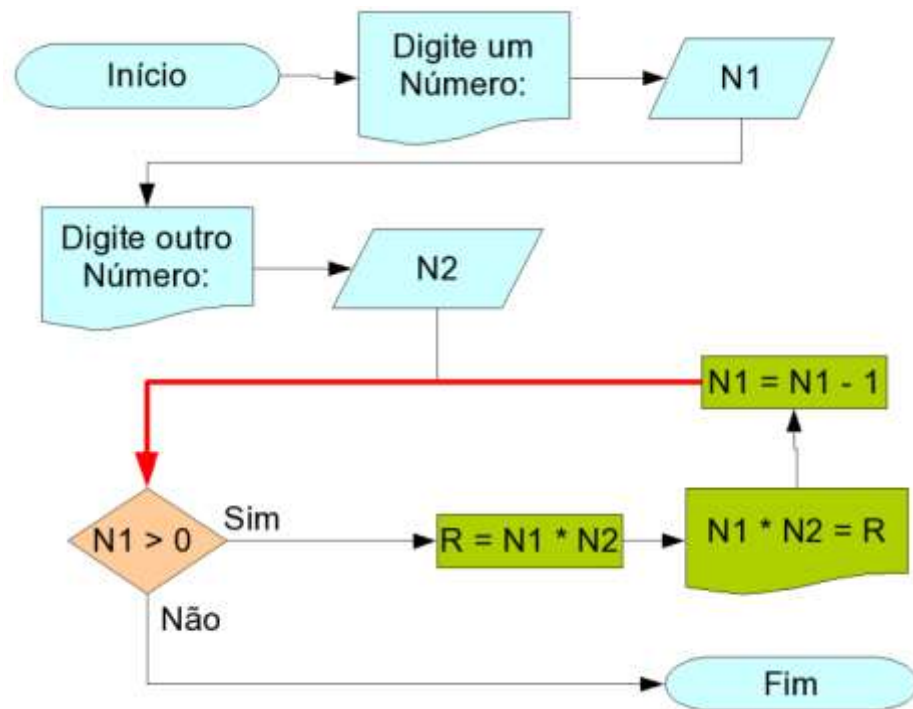 Início
Digite um
Número:
N1
Digite outro
Número:
N2
N1 = N1 - 1
N1 > 0
Sim
R = N1 * N2
N1 * N2 = R
Não
Fim